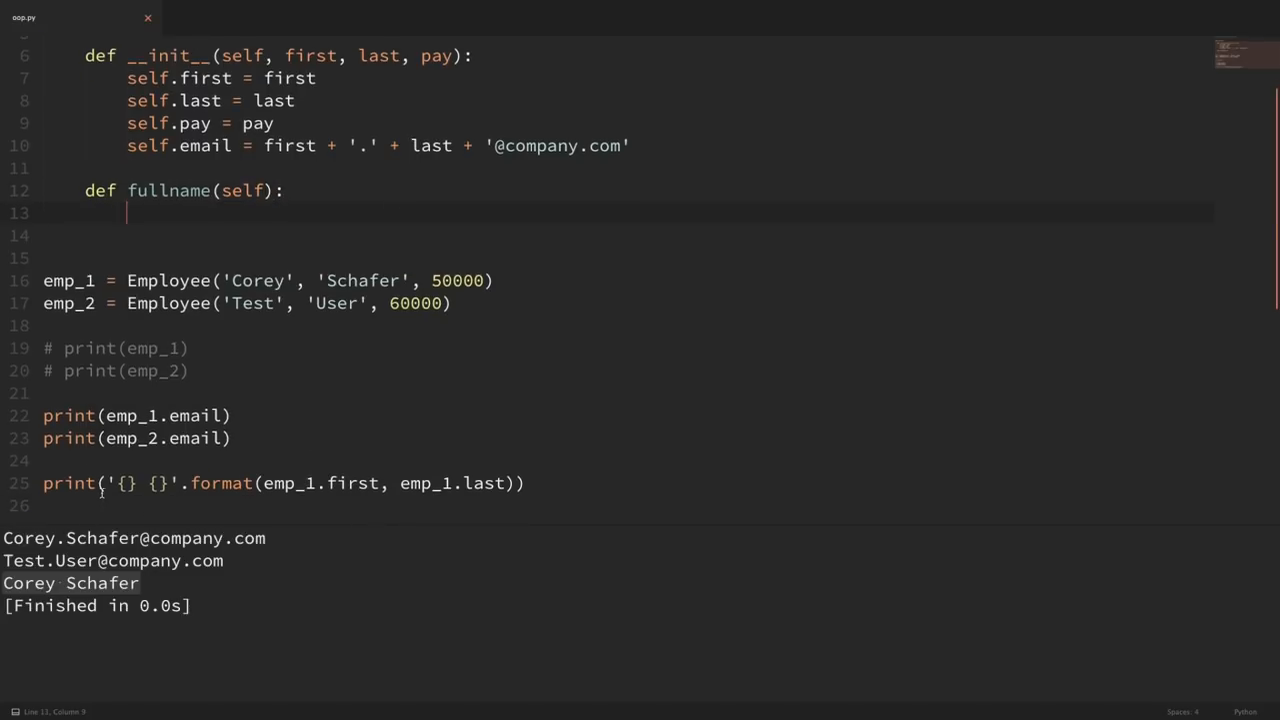 oop.py ×
6 def __init__(self, first, last, pay):
7 self.first = first
8 self.last = last
9 self.pay = pay
10 self.email = first + '.' + last + '@company.com'
11
12 def fullname(self):
13
14
15
16 emp_1 = Employee('Corey', 'Schafer', 50000)
17 emp_2 = Employee('Test', 'User', 60000)
18
19 # print(emp_1)
20 # print(emp_2)
21
22 print(emp_1.email)
23 print(emp_2.email)
24
25 print('{} {}'.format(emp_1.first, emp_1.last))
26
Corey.Schafer@company.com
Test.User@company.com
Corey Schafer
[Finished in 0.0s]
Line 13, Column 9 Spaces: 4 Python